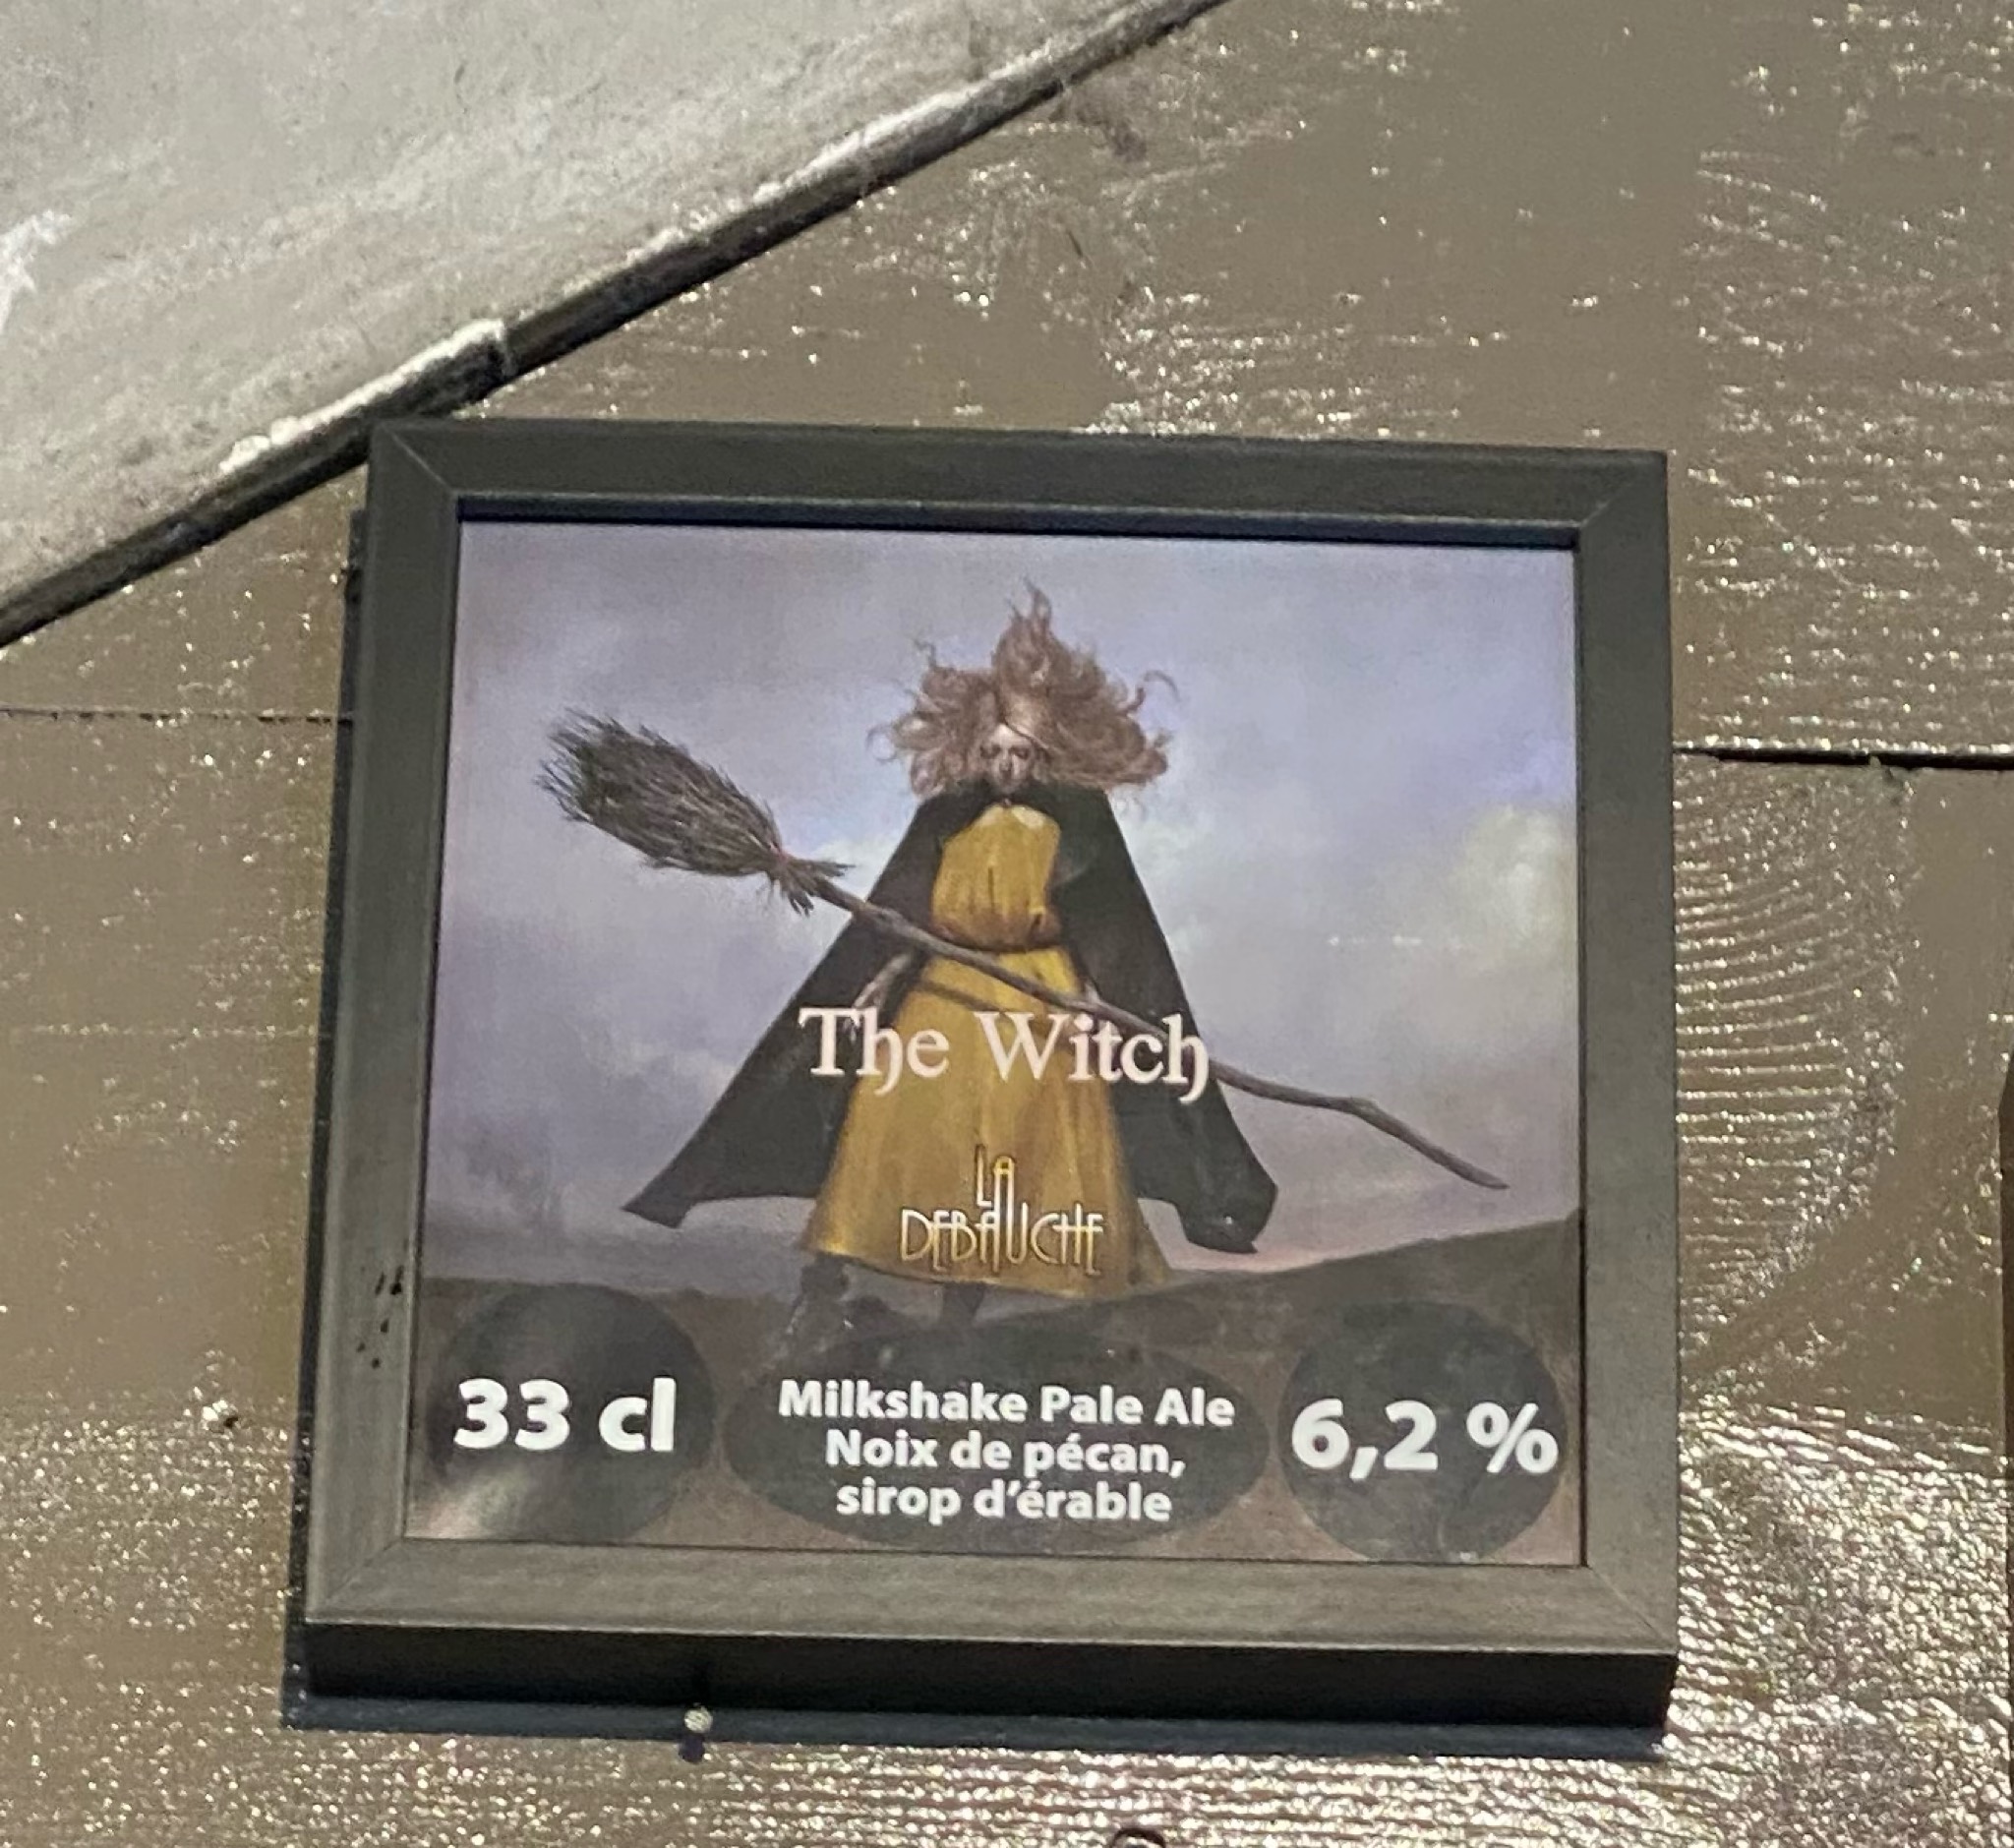 The Witch
LA
DEBAUCHE
33 cl
Milkshake Pale Ale
Noix de pécan,
sirop d'érable
6,2 %